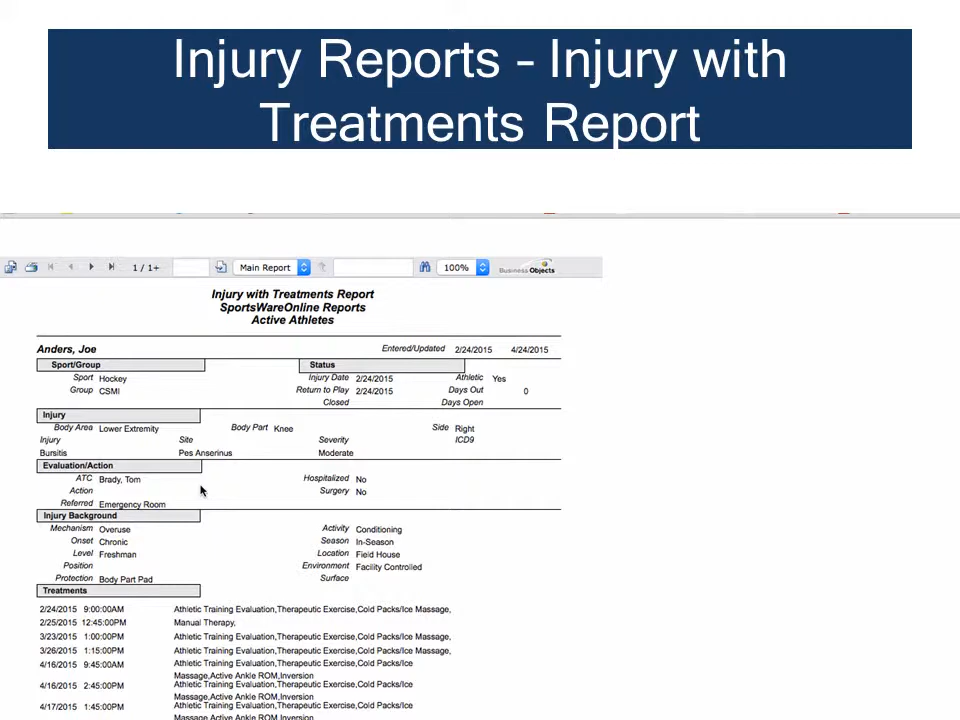 Injury Reports – Injury with
Treatments Report
1 / 1+ Main Report 100% Business Objects
Injury with Treatments Report
SportsWareOnline Reports
Active Athletes
Anders, Joe Entered/Updated 2/24/2015 4/24/2015
Sport/Group Status
Sport Hockey Injury Date 2/24/2015 Athletic Yes
Group CSMI Return to Play 2/24/2015 Days Out 0
Closed Days Open
Injury
Body Area Lower Extremity Body Part Knee Side Right
Injury Site Severity ICD9
Bursitis Pes Anserinus Moderate
Evaluation/Action
ATC Brady, Tom Hospitalized No
Action Surgery No
Referred Emergency Room
Injury Background
Mechanism Overuse Activity Conditioning
Onset Chronic Season In-Season
Level Freshman Location Field House
Position Environment Facility Controlled
Protection Body Part Pad Surface
Treatments
2/24/2015 9:00:00AM Athletic Training Evaluation,Therapeutic Exercise,Cold Packs/Ice Massage,
2/25/2015 12:45:00PM Manual Therapy,
3/23/2015 1:00:00PM Athletic Training Evaluation,Therapeutic Exercise,Cold Packs/Ice Massage,
3/26/2015 1:15:00PM Athletic Training Evaluation,Therapeutic Exercise,Cold Packs/Ice Massage,
4/16/2015 9:45:00AM Athletic Training Evaluation,Therapeutic Exercise,Cold Packs/Ice
Massage,Active Ankle ROM,Inversion
4/16/2015 2:45:00PM Athletic Training Evaluation,Therapeutic Exercise,Cold Packs/Ice
Massage,Active Ankle ROM,Inversion
4/17/2015 1:45:00PM Athletic Training Evaluation,Therapeutic Exercise,Cold Packs/Ice
Massage,Active Ankle ROM,Inversion